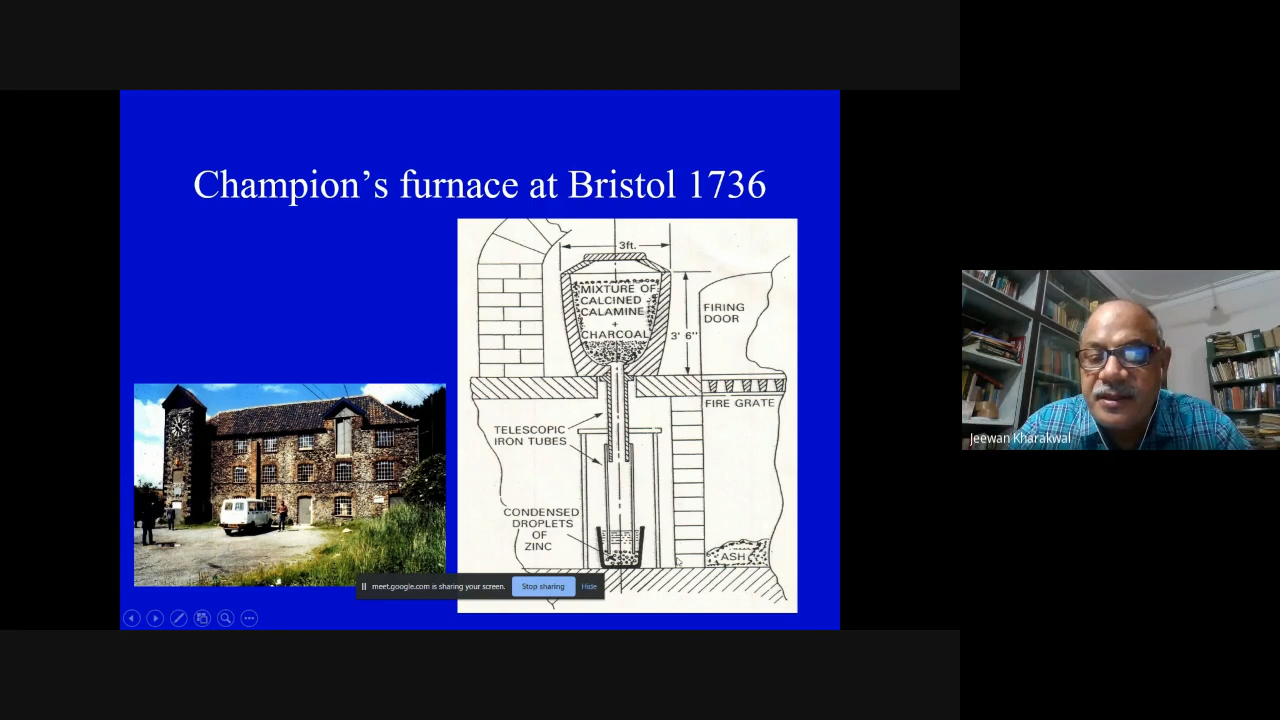 Champion’s furnace at Bristol 1736
3ft.
MIXTURE OF
CALCINED
CALAMINE
+
CHARCOAL
3' 6''
FIRING
DOOR
FIRE GRATE
TELESCOPIC
IRON TUBES
CONDENSED
DROPLETS
OF
ZINC
ASH
meet.google.com is sharing your screen.
Stop sharing
Hide
Jeewan Kharakwal